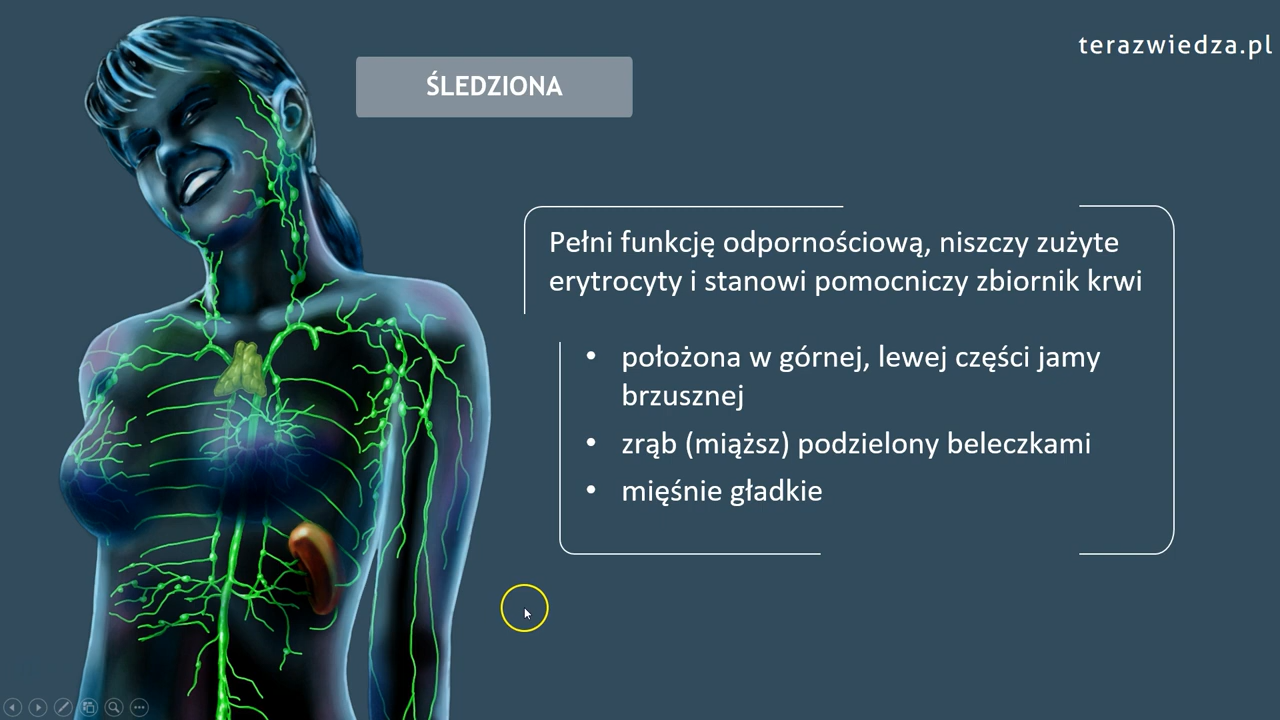 terazwiedza.pl
ŚLEDZIONA
Pełni funkcję odpornościową, niszczy zużyte
erytrocyty i stanowi pomocniczy zbiornik krwi
• położona w górnej, lewej części jamy
brzusznej
• zrąb (miąższ) podzielony beleczkami
• mięśnie gładkie